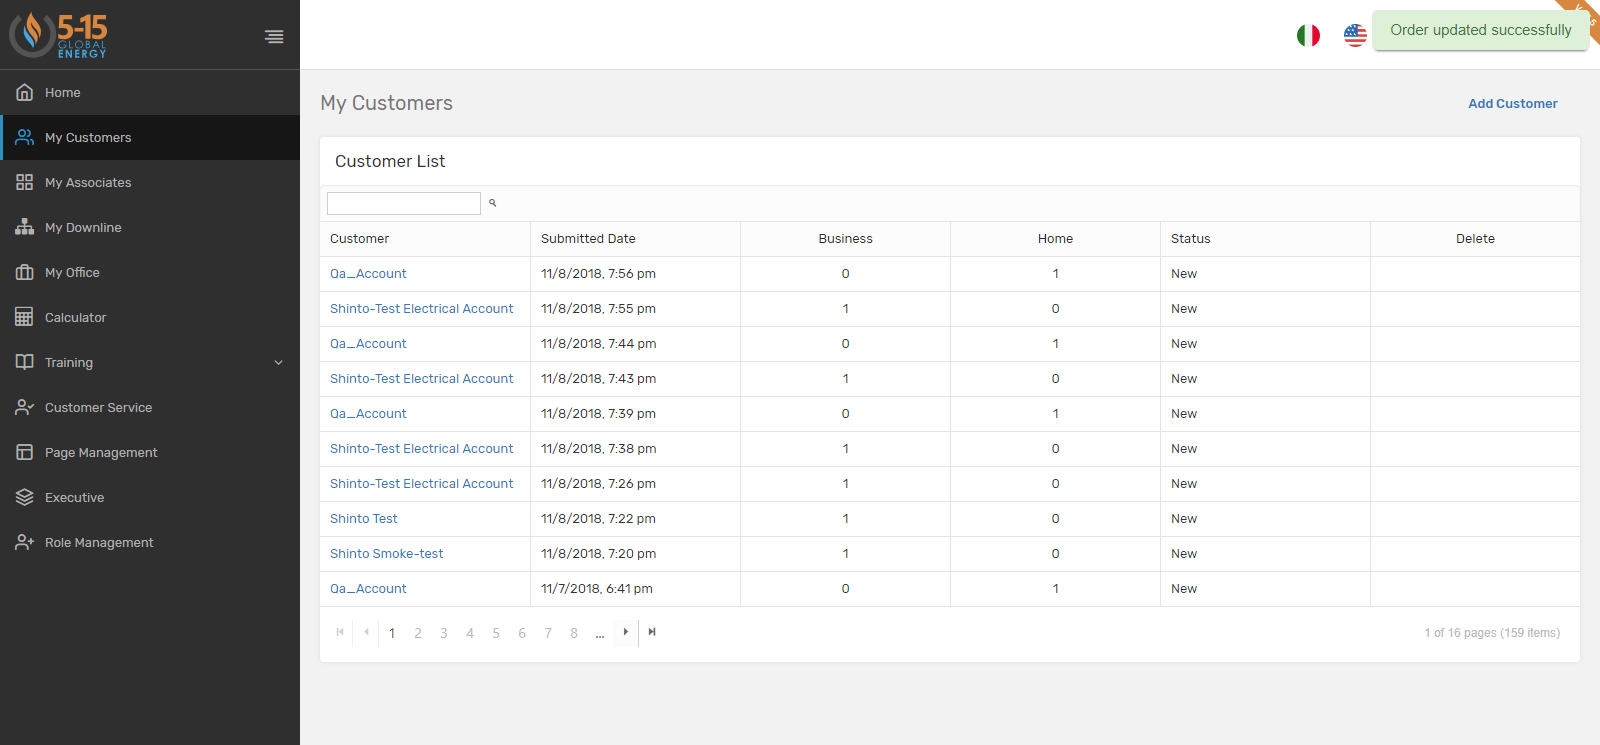 5-15
GLOBAL
ENERGY
Order updated successfully
Home
My Customers
My Associates
My Downline
My Office
Calculator
Training
Customer Service
Page Management
Executive
Role Management
My Customers
Add Customer
Customer List
Customer Submitted Date Business Home Status Delete
Qa_Account 11/8/2018, 7:56 pm 0 1 New
Shinto-Test Electrical Account 11/8/2018, 7:55 pm 1 0 New
Qa_Account 11/8/2018, 7:44 pm 0 1 New
Shinto-Test Electrical Account 11/8/2018, 7:43 pm 1 0 New
Qa_Account 11/8/2018, 7:39 pm 0 1 New
Shinto-Test Electrical Account 11/8/2018, 7:38 pm 1 0 New
Shinto-Test Electrical Account 11/8/2018, 7:26 pm 1 0 New
Shinto Test 11/8/2018, 7:22 pm 1 0 New
Shinto Smoke-test 11/8/2018, 7:20 pm 1 0 New
Qa_Account 11/7/2018, 6:41 pm 0 1 New
1 2 3 4 5 6 7 8 ...
1 of 16 pages (159 items)